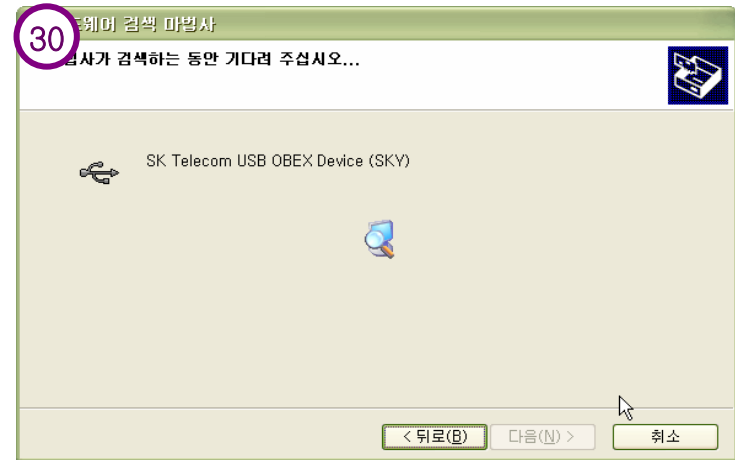 30
웨어 검색 마법사
법사가 검색하는 동안 기다려 주십시오...
SK Telecom USB OBEX Device (SKY)
< 뒤로(B)
다음(N) >
취소